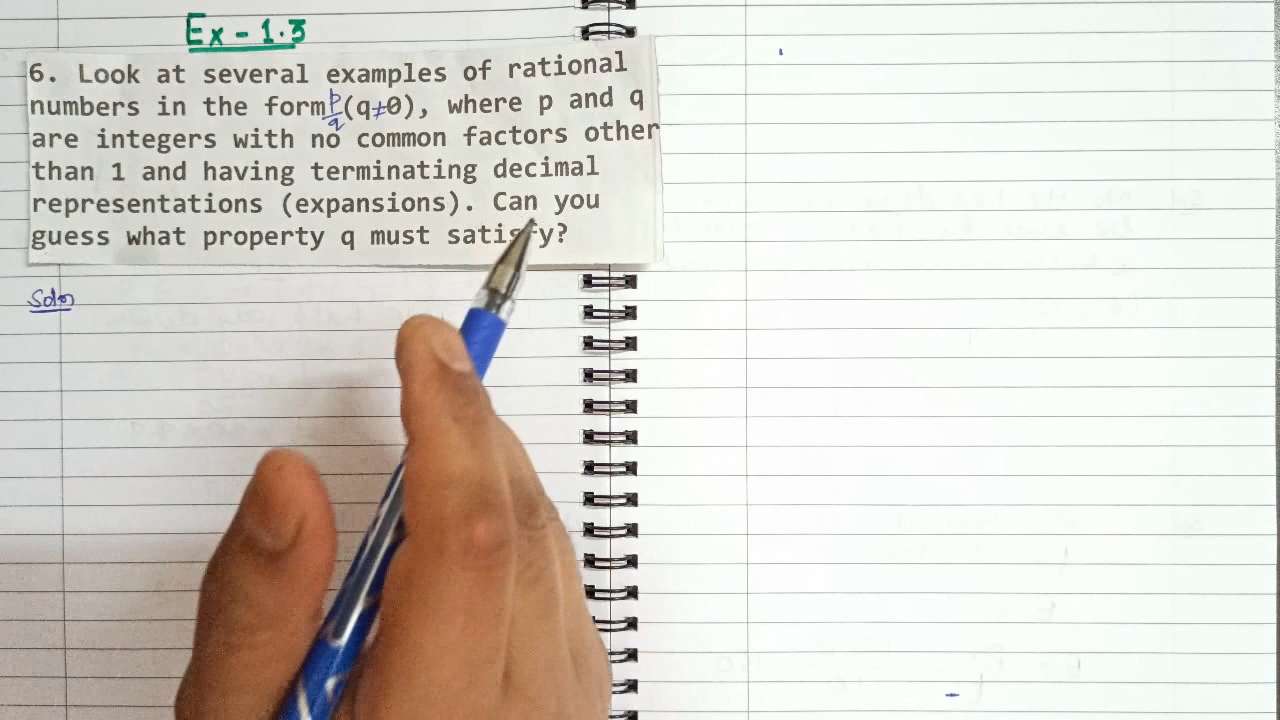 Ex - 1.3
6. Look at several examples of rational
numbers in the form p/q (q≠0), where p and q
are integers with no common factors other
than 1 and having terminating decimal
representations (expansions). Can you
guess what property q must satisfy?
Soln